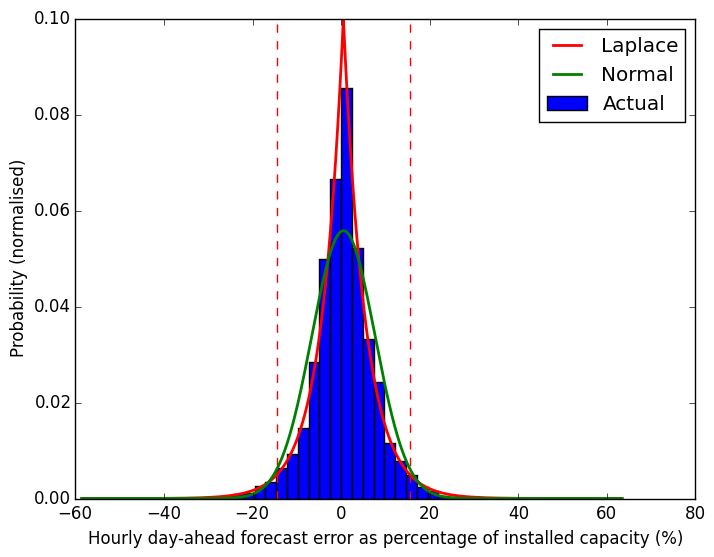 0.10
0.08
0.06
0.04
0.02
0.00
Probability (normalised)
Laplace
Normal
Actual
−60 −40 −20 0 20 40 60 80
Hourly day-ahead forecast error as percentage of installed capacity (%)